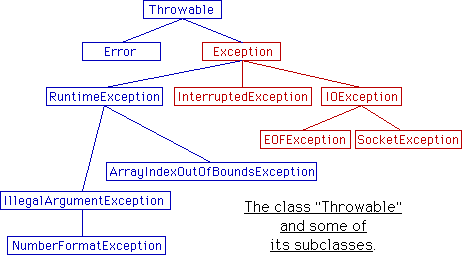 Throwable
Error
Exception
RuntimeException
InterruptedException
IOException
EOFException
SocketException
ArrayIndexOutOfBoundsException
IllegalArgumentException
The class "Throwable"
and some of
its subclasses.
NumberFormatException